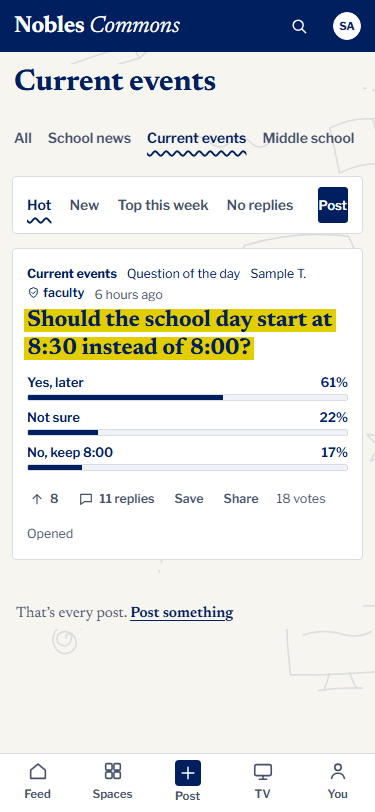 Nobles Commons
SA
Current events
All School news Current events Middle school
Hot New Top this week No replies Post
Current events Question of the day Sample T.
faculty 6 hours ago
Should the school day start at
8:30 instead of 8:00?
Yes, later 61%
Not sure 22%
No, keep 8:00 17%
8 11 replies Save Share 18 votes
Opened
That's every post. Post something
Feed Spaces Post TV You